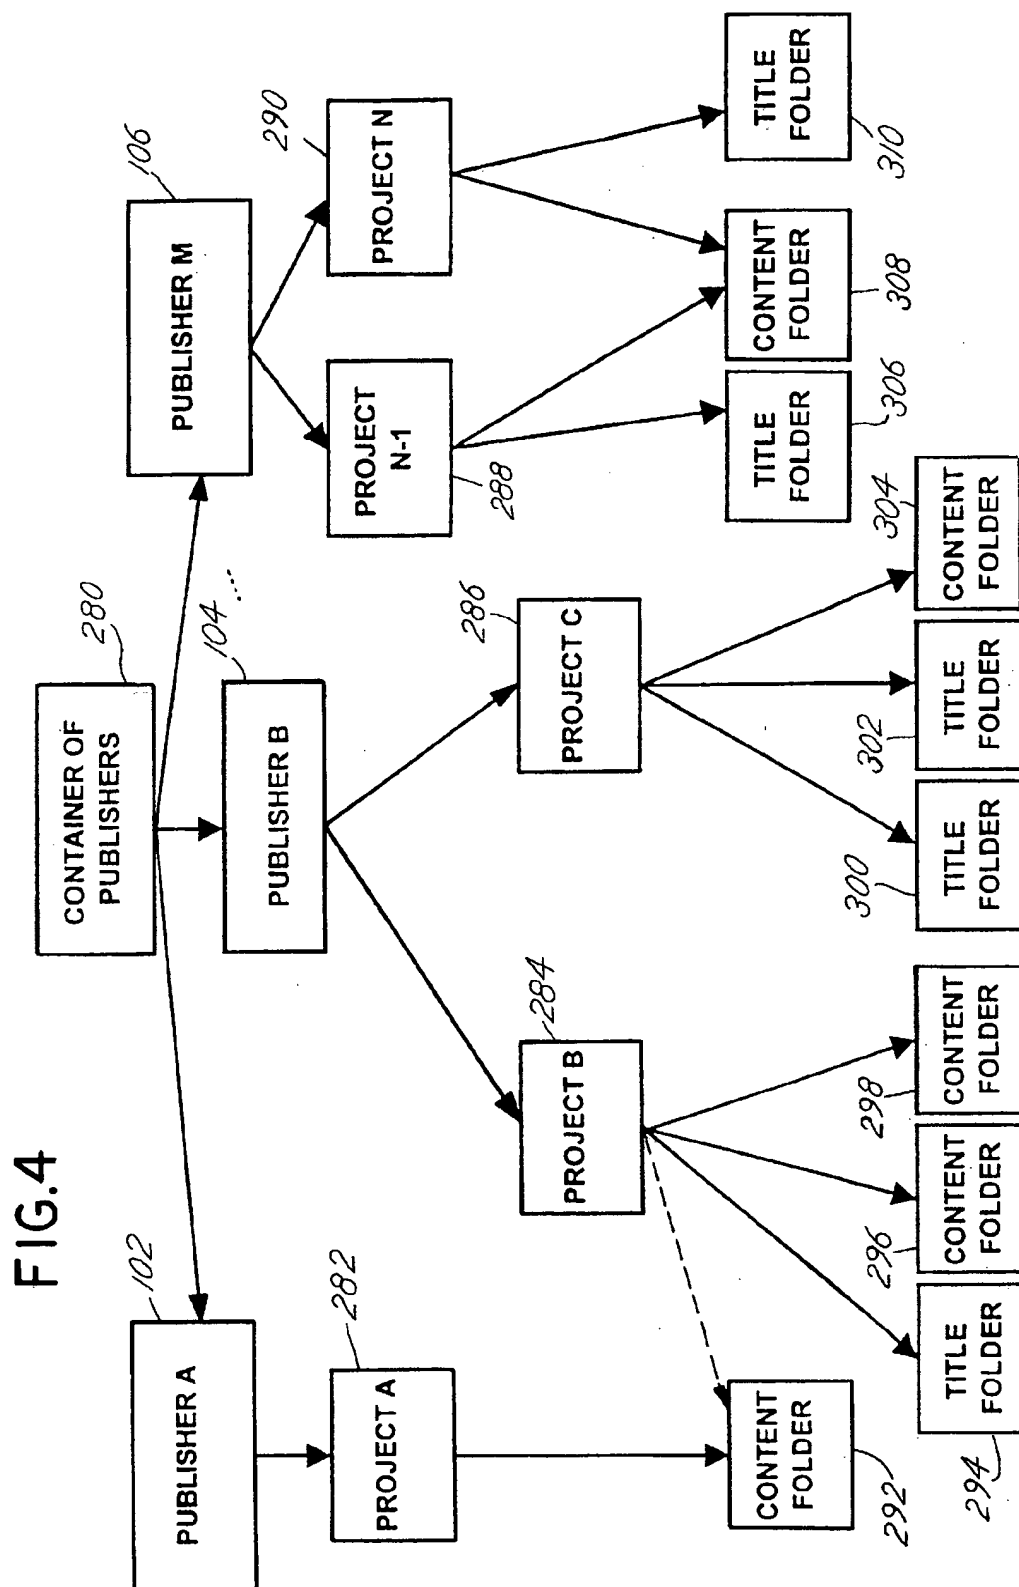 FIG.4
CONTAINER OF
PUBLISHERS
280
PUBLISHER A
102
PUBLISHER B
104
....
PUBLISHER M
106
PROJECT A
282
PROJECT B
284
PROJECT C
286
PROJECT
N-1
288
PROJECT N
290
CONTENT
FOLDER
292
TITLE
FOLDER
294
CONTENT
FOLDER
296
CONTENT
FOLDER
298
TITLE
FOLDER
300
TITLE
FOLDER
302
CONTENT
FOLDER
304
TITLE
FOLDER
306
CONTENT
FOLDER
308
TITLE
FOLDER
310